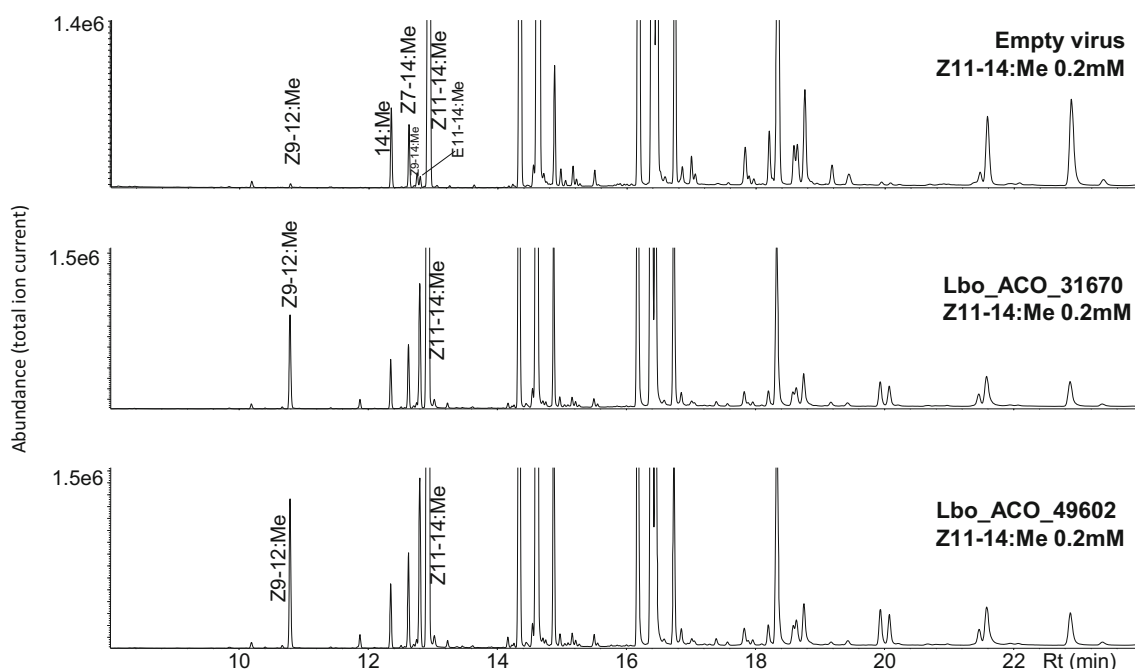 1.4e6
Z9-12:Me
14:Me
Z7-14:Me
Z9-14:Me
Z11-14:Me
E11-14:Me
Empty virus
Z11-14:Me 0.2mM
Abundance (total ion current)
1.5e6
Z9-12:Me
Z11-14:Me
Lbo_ACO_31670
Z11-14:Me 0.2mM
1.5e6
Z9-12:Me
Z11-14:Me
Lbo_ACO_49602
Z11-14:Me 0.2mM
10 12 14 16 18 20 22 Rt (min)